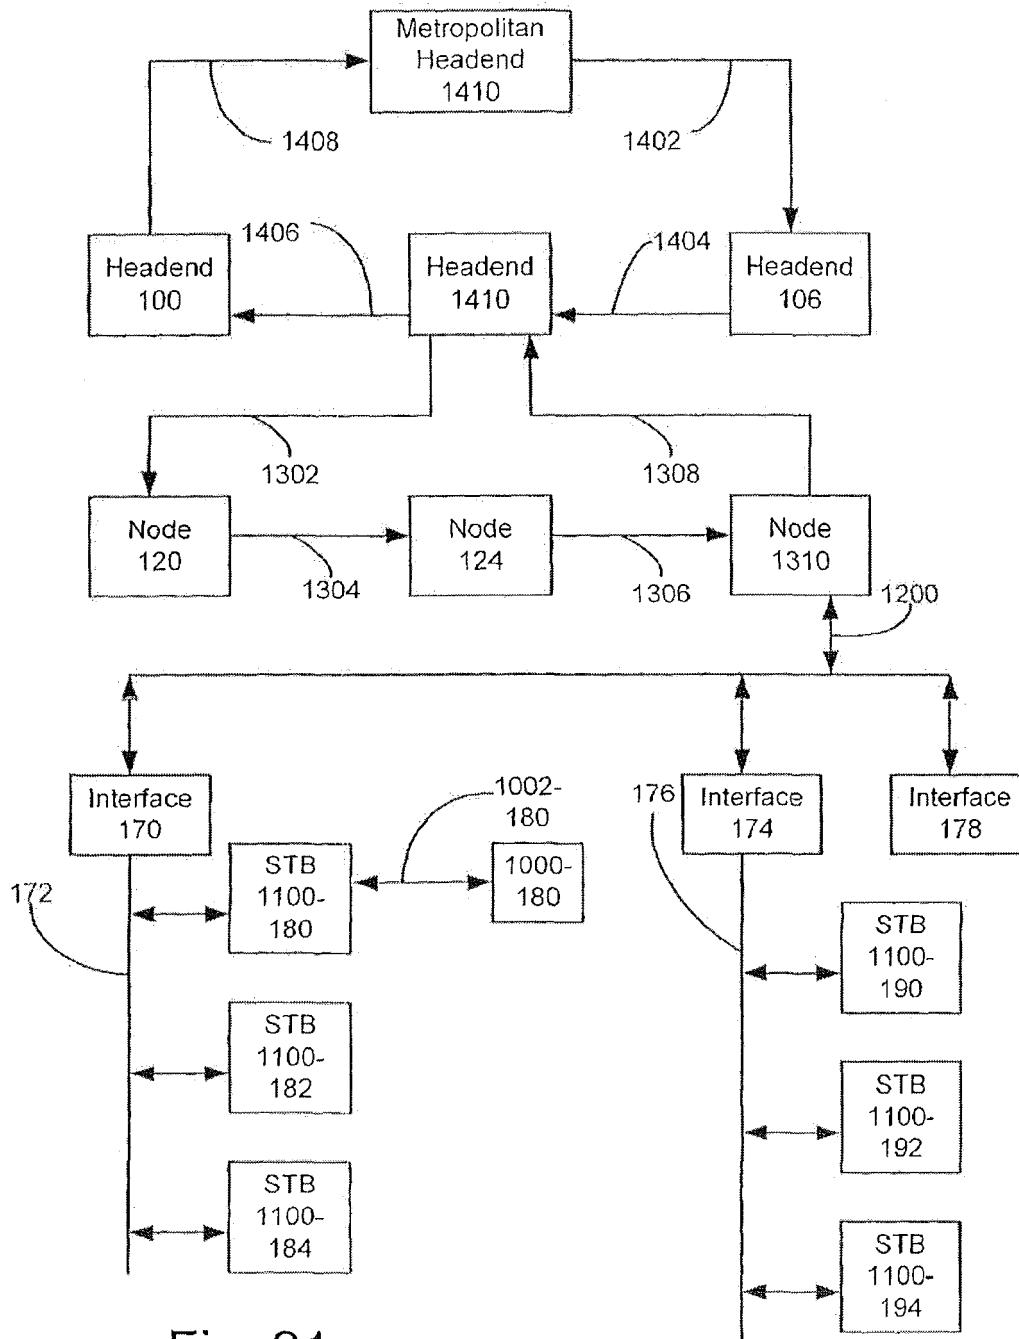 Metropolitan
Headend
1410
1408
1402
1406
1404
Headend
100
Headend
1410
Headend
106
1302
1308
Node
120
Node
124
Node
1310
1304
1306
1200
Interface
170
1002-
180
176
Interface
174
Interface
178
172
STB
1100-
180
1000-
180
STB
1100-
190
STB
1100-
182
STB
1100-
192
STB
1100-
184
STB
1100-
194